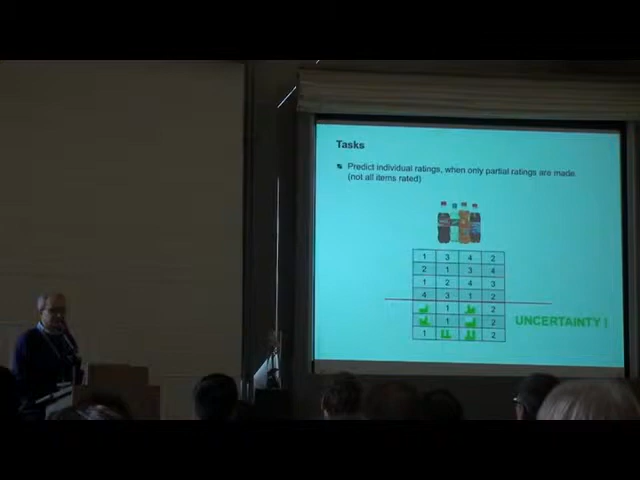 Tasks
Predict individual ratings, when only partial ratings are made
(not all items rated)
1 3 4 2
2 1 3 4
1 2 4 3
4 3 1 2
1 2
1 2
1 2
UNCERTAINTY !